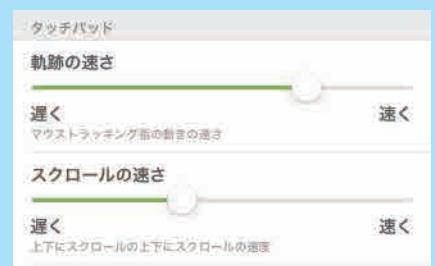 タッチパッド
軌跡の速さ
遅く 速く
マウストラッキング面の動きの速さ
スクロールの速さ
遅く 速く
上下にスクロールの上下にスクロールの速度